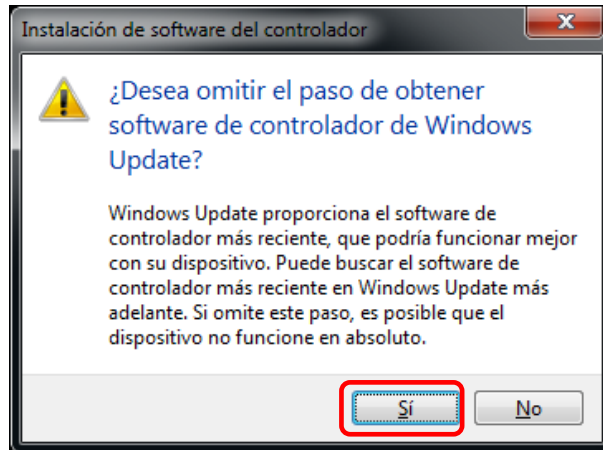 Instalación de software del controlador
¿Desea omitir el paso de obtener
software de controlador de Windows
Update?
Windows Update proporciona el software de
controlador más reciente, que podría funcionar mejor
con su dispositivo. Puede buscar el software de
controlador más reciente en Windows Update más
adelante. Si omite este paso, es posible que el
dispositivo no funcione en absoluto.
Sí No